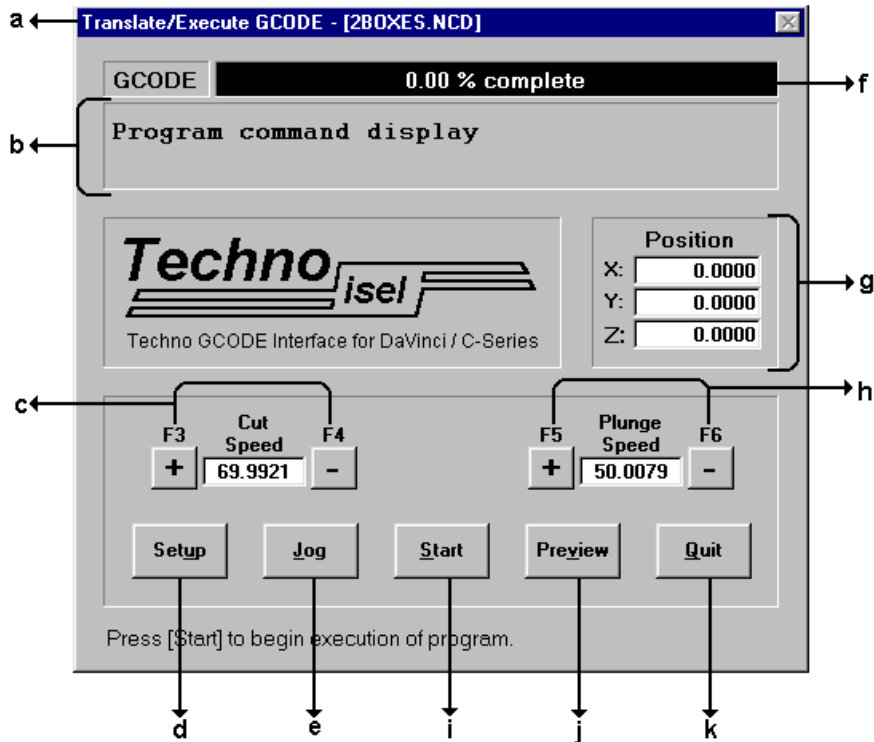 a
Translate/Execute GCODE - [2BOXES.NCD]
GCODE
0.00 % complete
f
b
Program command display
Techno
isel
Techno GCODE Interface for DaVinci / C-Series
Position
X: 0.0000
Y: 0.0000
Z: 0.0000
g
c
h
F3
Cut
Speed
F4
+
69.9921
-
F5
Plunge
Speed
F6
+
50.0079
-
Setup
Jog
Start
Preview
Quit
Press [Start] to begin execution of program.
d
e
i
j
k